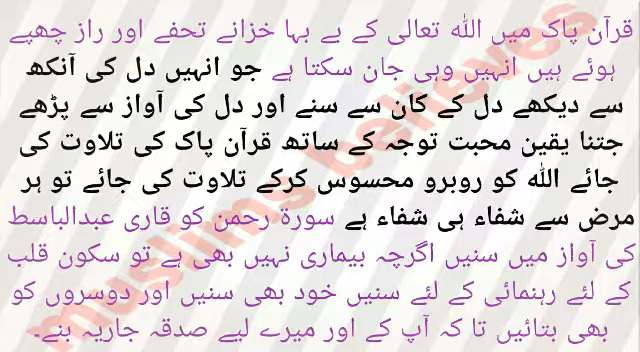 قرآن پاک میں اللہ تعالی کے بے بہا خزانے تحفے اور راز چھپے
ہوئے ہیں انہیں وہی جان سکتا ہے جو انہیں دل کی آنکھ
سے دیکھے دل کے کان سے سنے اور دل کی آواز سے پڑھے
جتنا یقین محبت توجہ کے ساتھ قرآن پاک کی تلاوت کی
جائے اللہ کو روبرو محسوس کرکے تلاوت کی جائے تو ہر
مرض سے شفاء ہی شفاء ہے سورۃ رحمن کو قاری عبدالباسط
کی آواز میں سنیں اگرچہ بیماری نہیں بھی ہے تو سکون قلب
کے لئے رہنمائی کے لئے سنیں خود بھی سنیں اور دوسروں کو
بھی بتائیں تا کہ آپ کے اور میرے لیے صدقہ جاریہ بنے۔
muslims believes